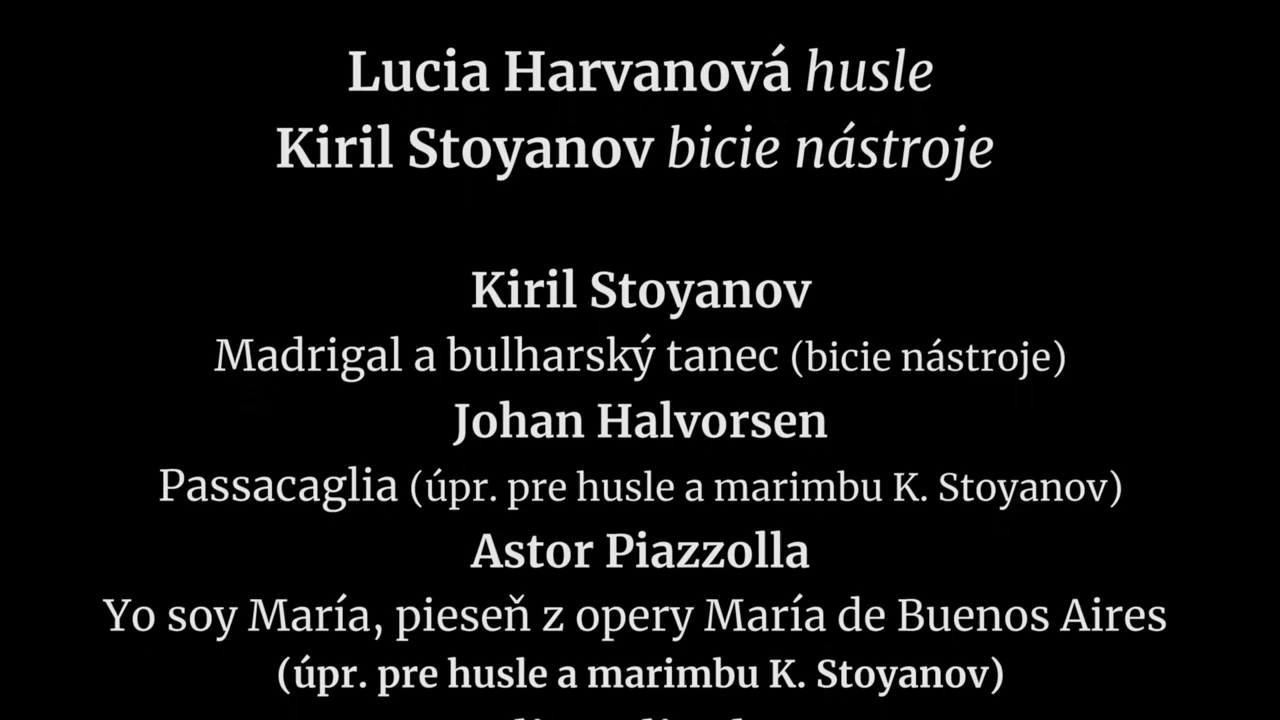 Lucia Harvanová husle
Kiril Stoyanov bicie nástroje
Kiril Stoyanov
Madrigal a bulharský tanec (bicie nástroje)
Johan Halvorsen
Passacaglia (úpr. pre husle a marimbu K. Stoyanov)
Astor Piazzolla
Yo soy María, pieseň z opery María de Buenos Aires
(úpr. pre husle a marimbu K. Stoyanov)